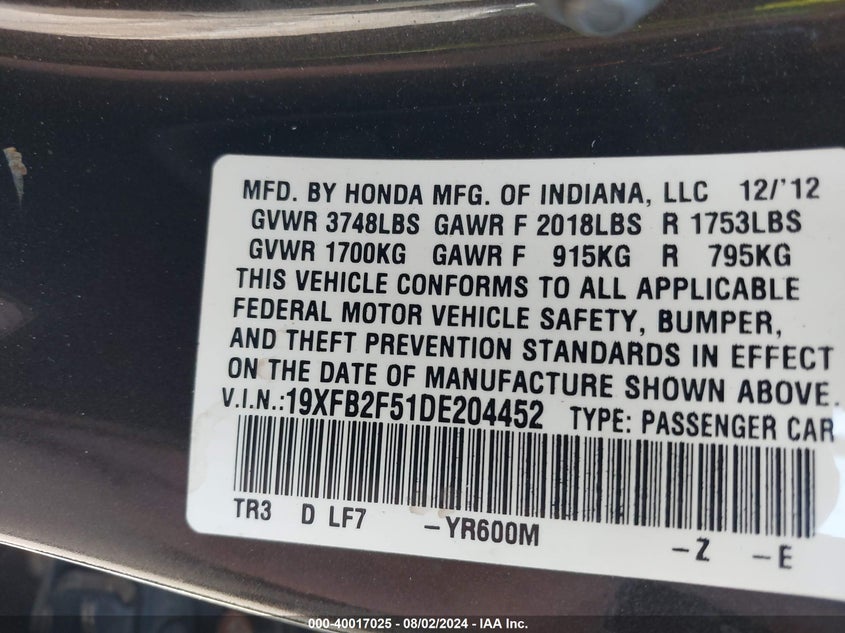 MFD. BY HONDA MFG. OF INDIANA, LLC 12/'12
GVWR 3748LBS GAWR F 2018LBS R 1753LBS
GVWR 1700KG GAWR F 915KG R 795KG
THIS VEHICLE CONFORMS TO ALL APPLICABLE
FEDERAL MOTOR VEHICLE SAFETY, BUMPER,
AND THEFT PREVENTION STANDARDS IN EFFECT
ON THE DATE OF MANUFACTURE SHOWN ABOVE.
V.I.N.:19XFB2F51DE204452 TYPE: PASSENGER CAR
TR3 D LF7 -YR600M -Z -E
000-40017025 - 08/02/2024 - IAA Inc.